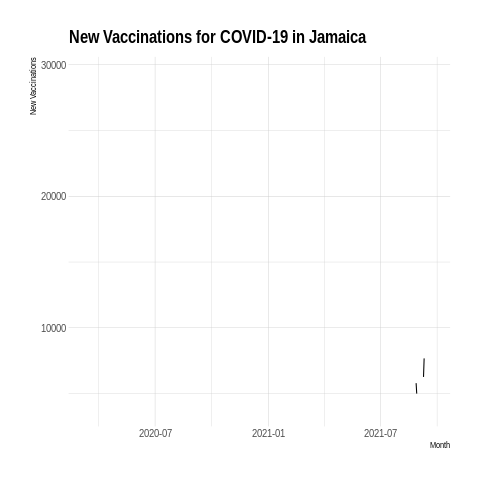 New Vaccinations for COVID-19 in Jamaica
New Vaccinations
30000
20000
10000
2020-07 2021-01 2021-07
Month